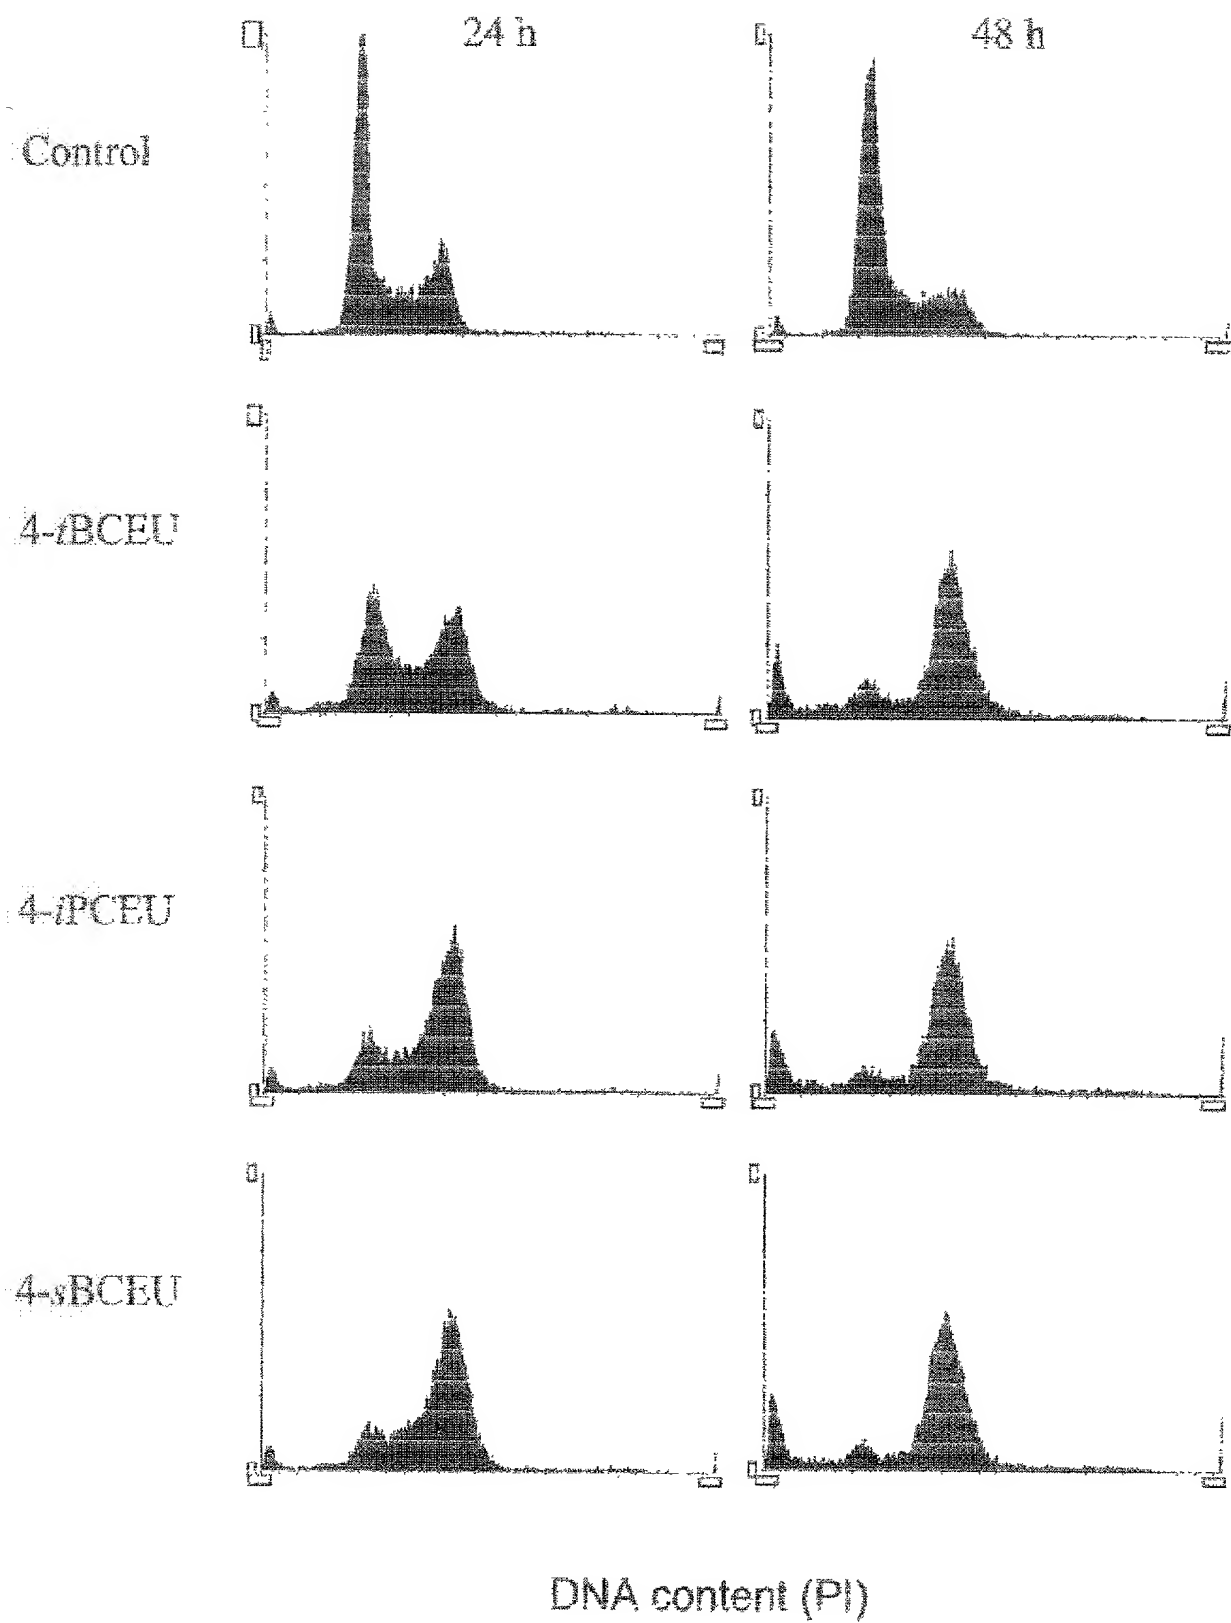 24 h
48 h
Control
4-tBCEU
4-iPCEU
4-sBCEU
DNA content (PI)